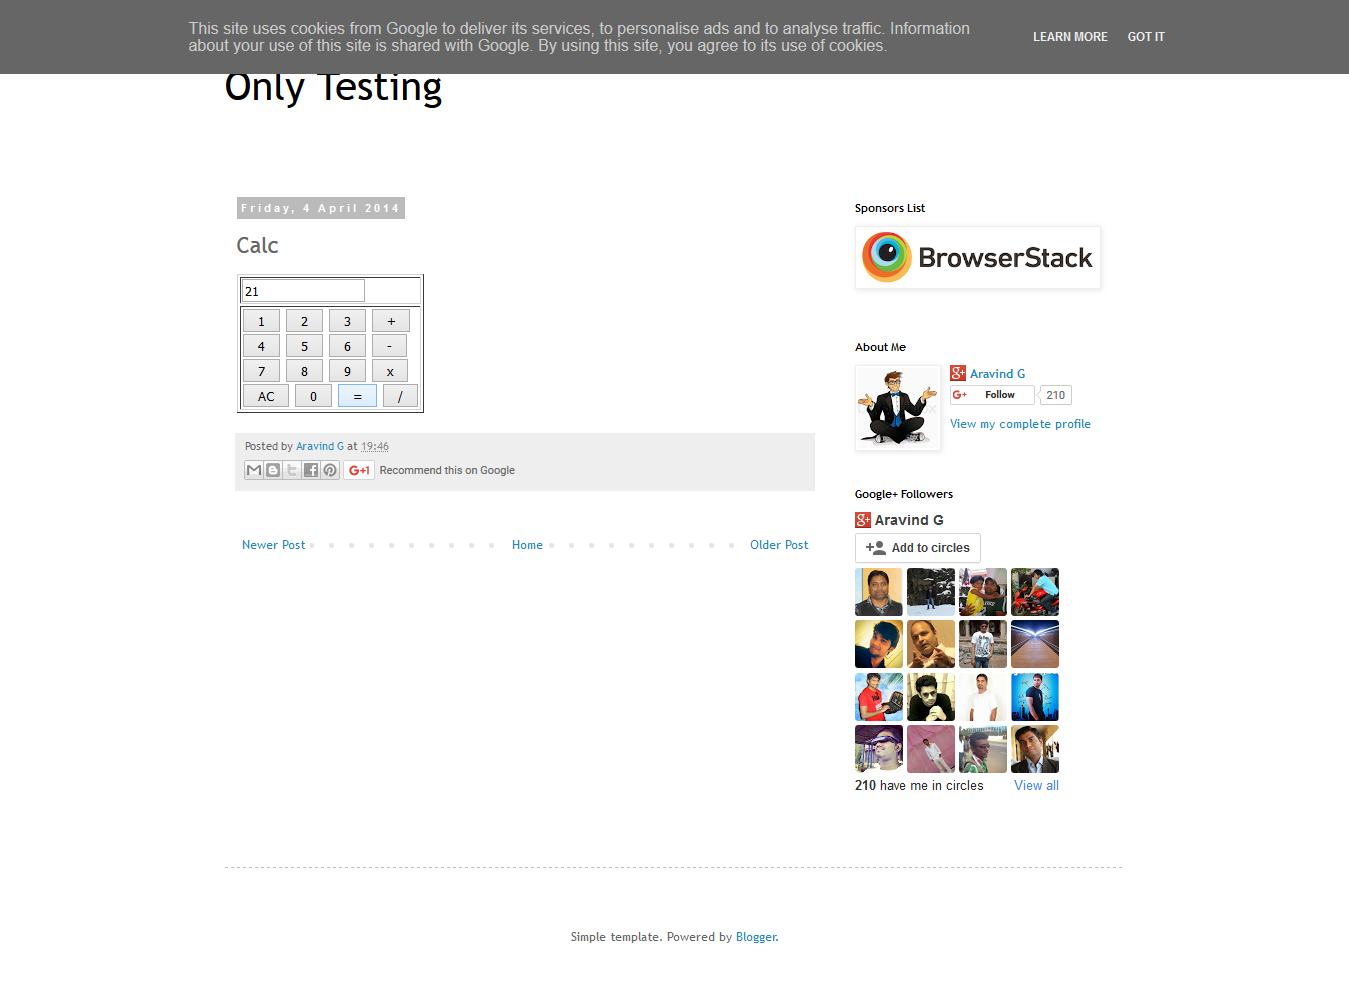 This site uses cookies from Google to deliver its services, to personalise ads and to analyse traffic. Information
about your use of this site is shared with Google. By using this site, you agree to its use of cookies.
LEARN MORE GOT IT
Only Testing
Friday, 4 April 2014
Calc
21
1 2 3 +
4 5 6 -
7 8 9 x
AC 0 = /
Posted by Aravind G at 19:46
G+1 Recommend this on Google
Newer Post Home Older Post
Sponsors List
BrowserStack
About Me
g+ Aravind G
G+ Follow 210
View my complete profile
Google+ Followers
g+ Aravind G
Add to circles
210 have me in circles View all
Simple template. Powered by Blogger.